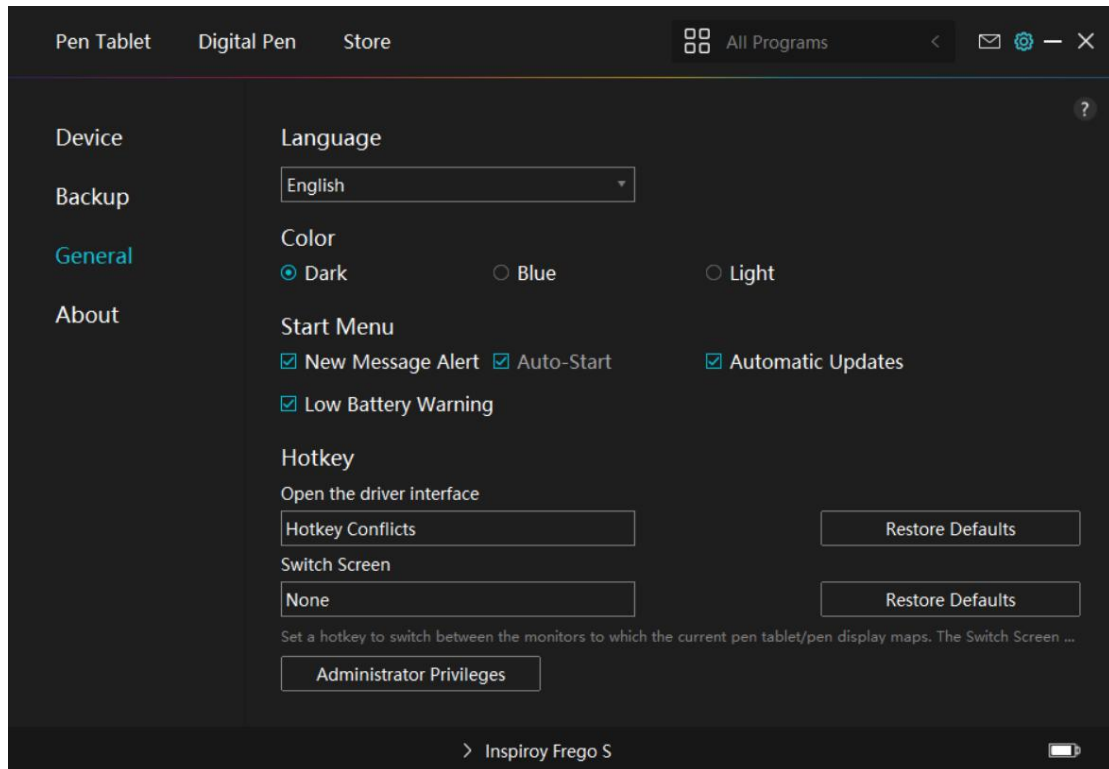 Pen Tablet Digital Pen Store All Programs
?
Device
Backup
General
About
Language
English
Color
Dark Blue Light
Start Menu
New Message Alert Auto-Start Automatic Updates
Low Battery Warning
Hotkey
Open the driver interface
Hotkey Conflicts Restore Defaults
Switch Screen
None Restore Defaults
Set a hotkey to switch between the monitors to which the current pen tablet/pen display maps. The Switch Screen ...
Administrator Privileges
Inspiroy Frego S